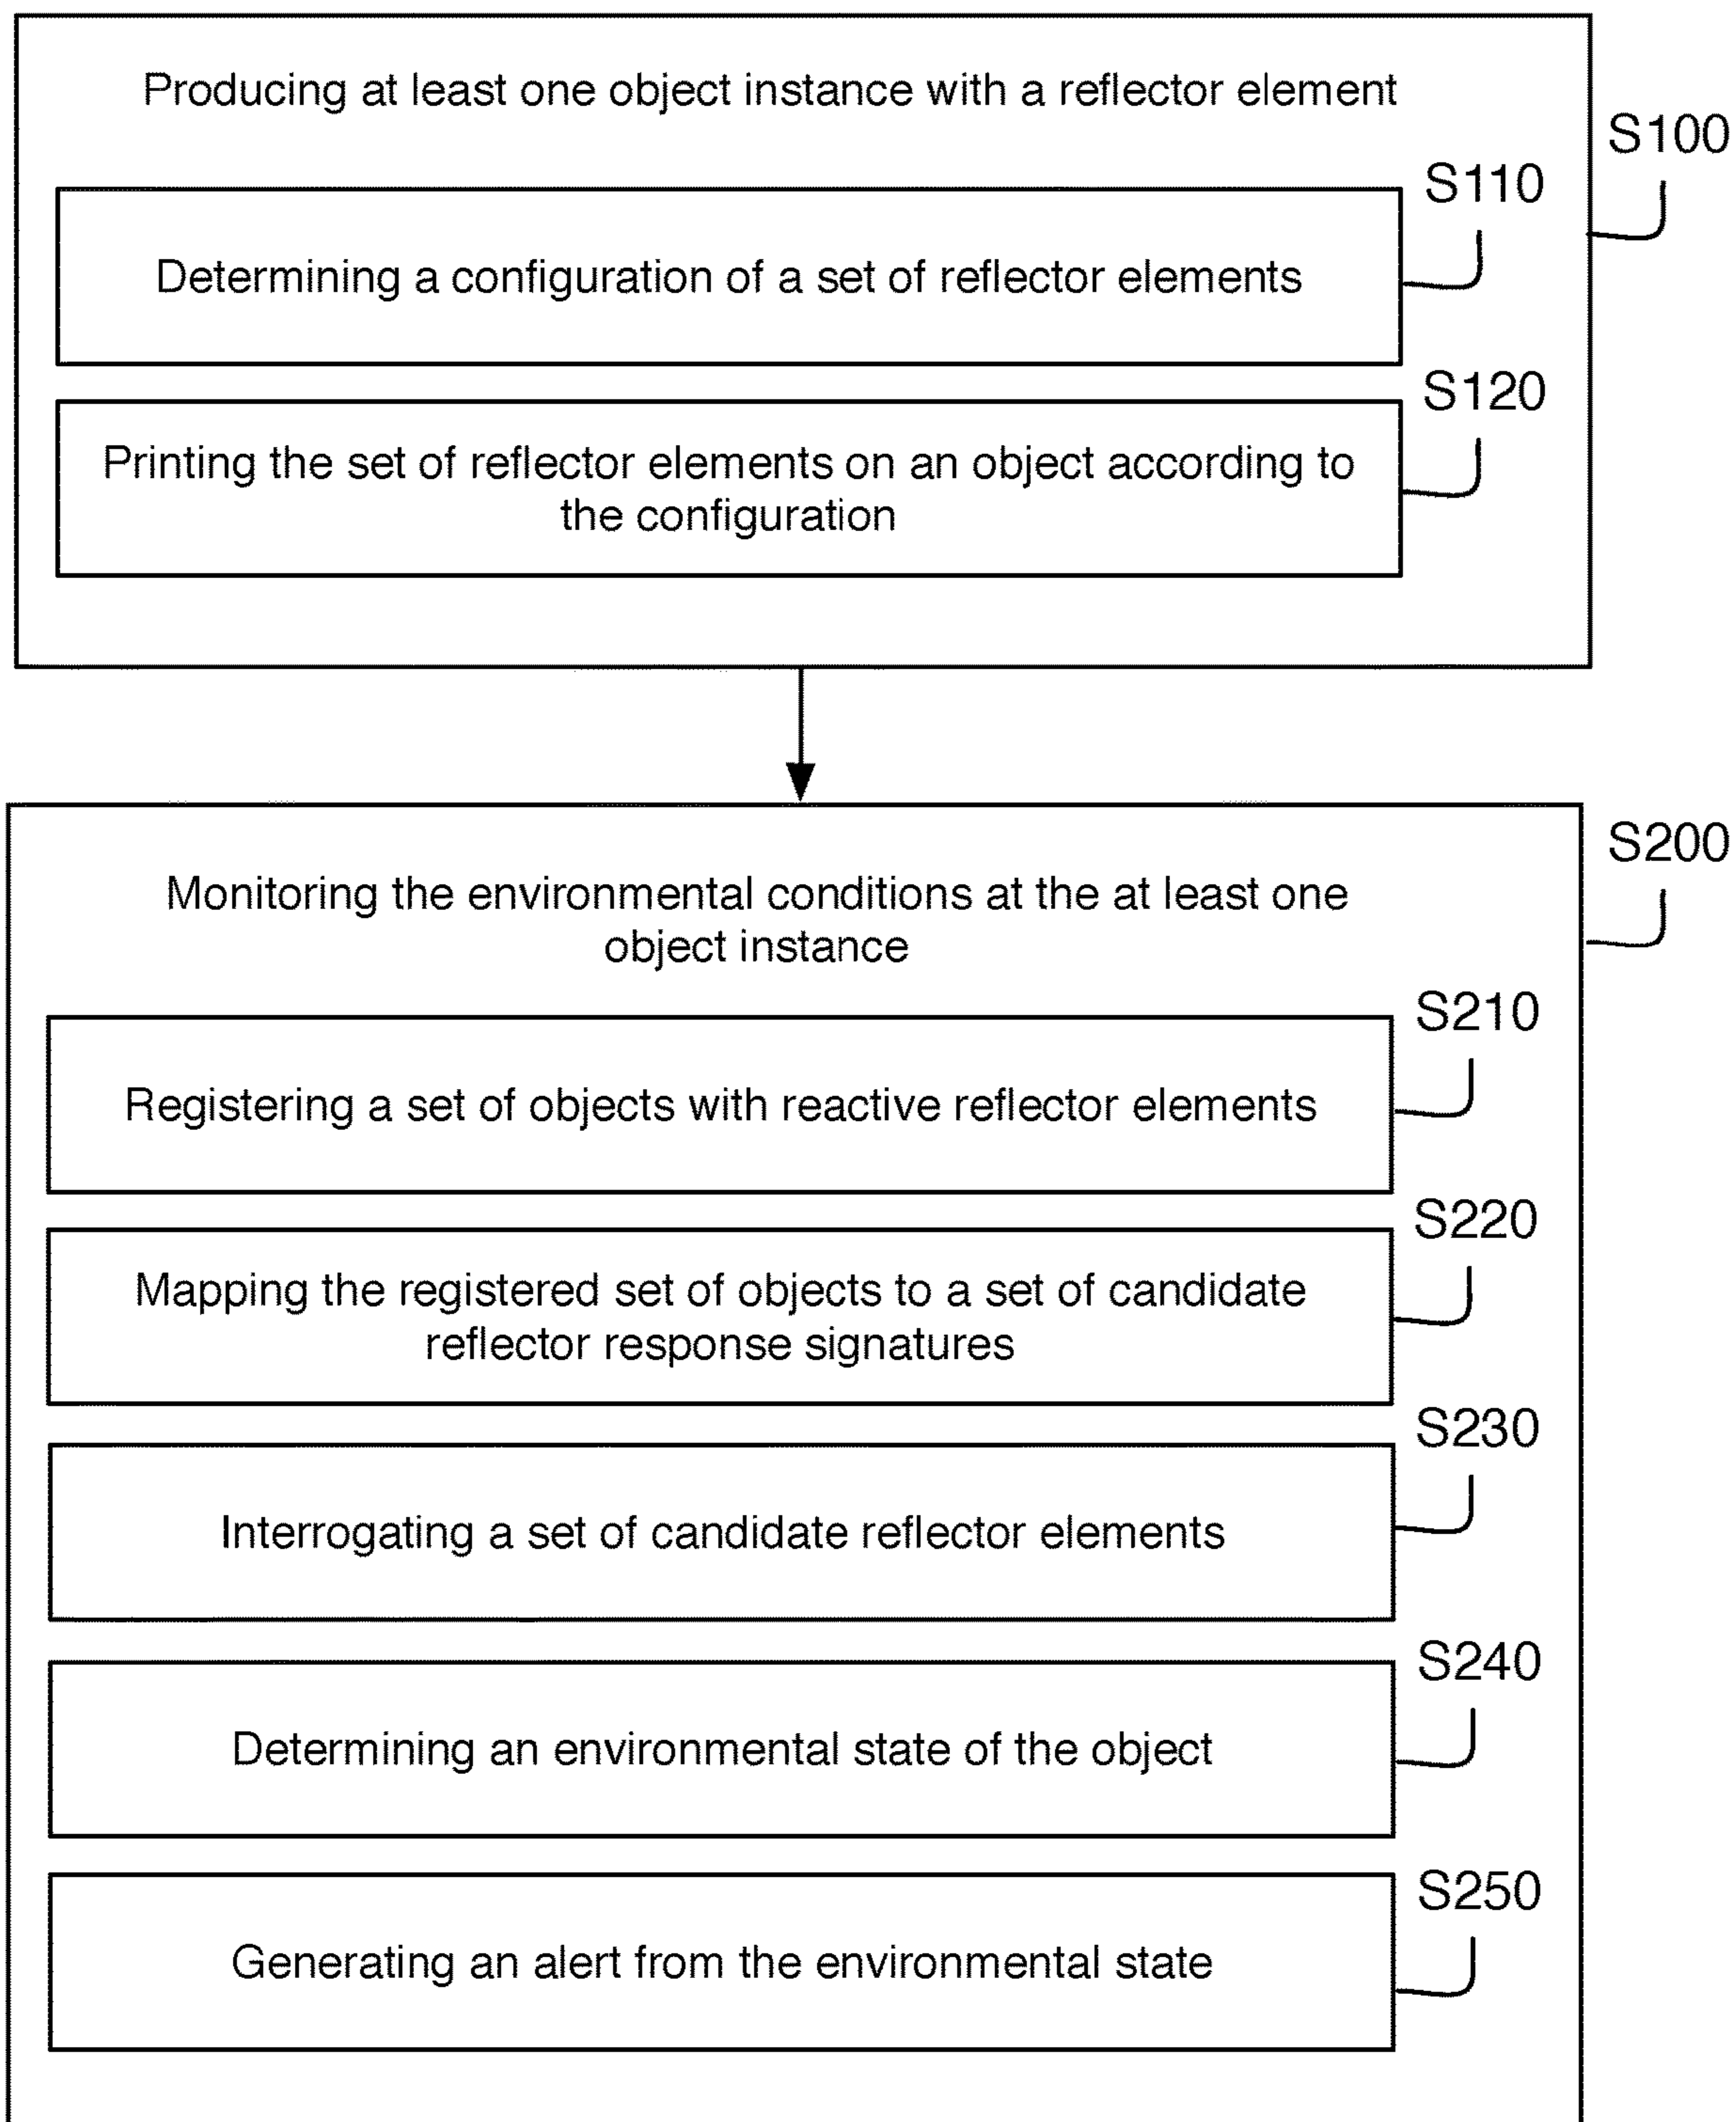 Producing at least one object instance with a reflector element
S100
S110
Determining a configuration of a set of reflector elements
S120
Printing the set of reflector elements on an object according to
the configuration
S200
Monitoring the environmental conditions at the at least one
object instance
S210
Registering a set of objects with reactive reflector elements
S220
Mapping the registered set of objects to a set of candidate
reflector response signatures
S230
Interrogating a set of candidate reflector elements
S240
Determining an environmental state of the object
S250
Generating an alert from the environmental state